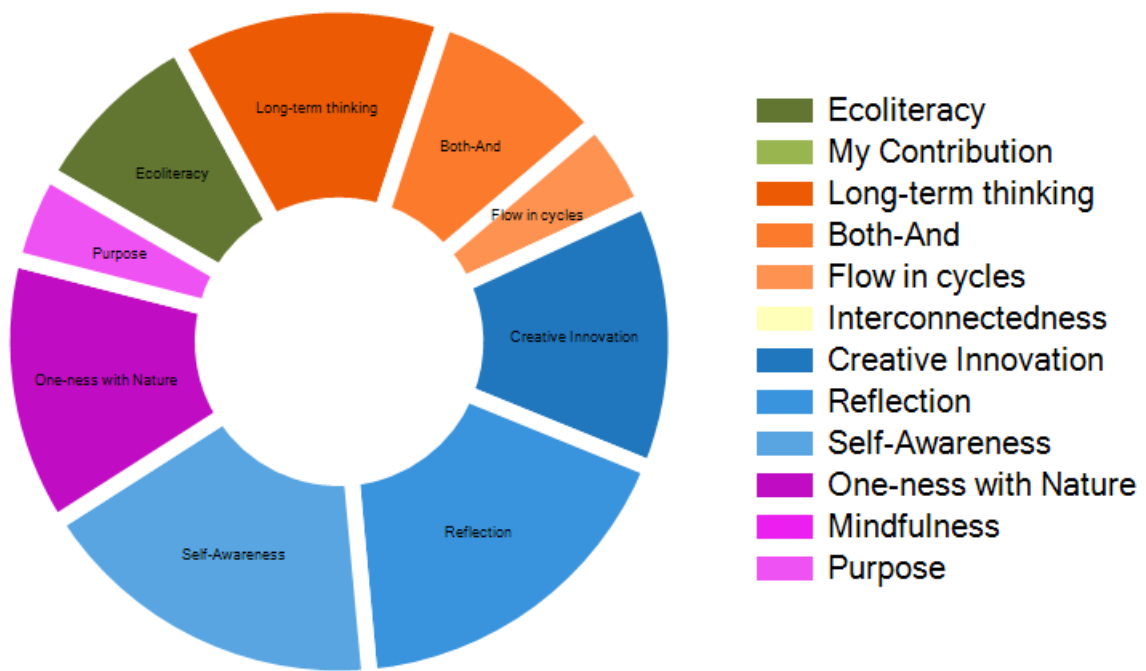 Long-term thinking
Both-And
Ecoliteracy
Flow in cycles
Purpose
Creative Innovation
One-ness with Nature
Reflection
Self-Awareness
Ecoliteracy
My Contribution
Long-term thinking
Both-And
Flow in cycles
Interconnectedness
Creative Innovation
Reflection
Self-Awareness
One-ness with Nature
Mindfulness
Purpose